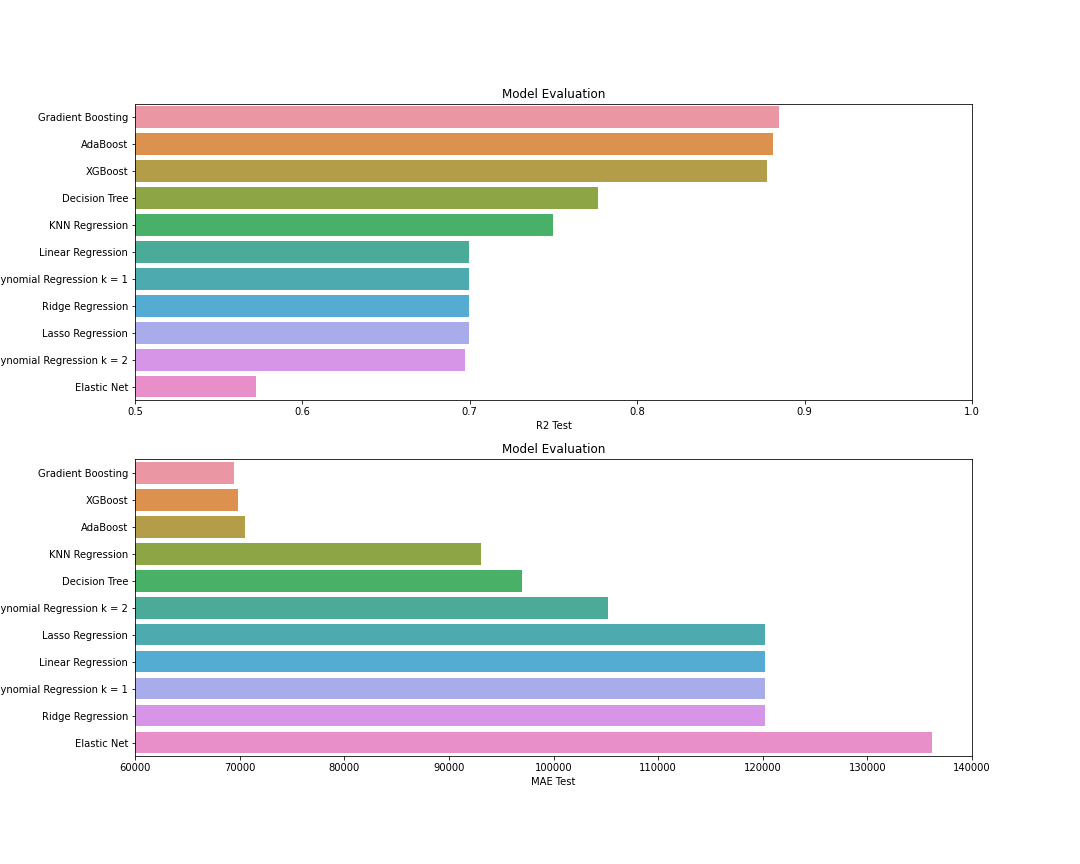 Model Evaluation
Gradient Boosting
AdaBoost
XGBoost
Decision Tree
KNN Regression
Linear Regression
ynomial Regression k = 1
Ridge Regression
Lasso Regression
ynomial Regression k = 2
Elastic Net
0.5 0.6 0.7 0.8 0.9 1.0
R2 Test
Model Evaluation
Gradient Boosting
XGBoost
AdaBoost
KNN Regression
Decision Tree
ynomial Regression k = 2
Lasso Regression
Linear Regression
ynomial Regression k = 1
Ridge Regression
Elastic Net
60000 70000 80000 90000 100000 110000 120000 130000 140000
MAE Test